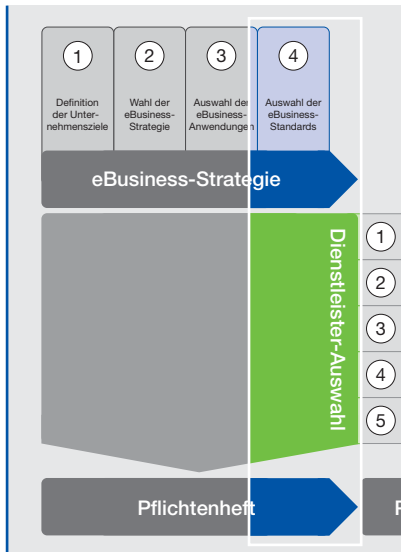 1
2
3
4
Definition
der Unter-
nehmensziele
Wahl der
eBusiness-
Strategie
Auswahl der
eBusiness-
Anwendungen
Auswahl der
eBusiness-
Standards
eBusiness-Strategie
Dienstleister-Auswahl
1
2
3
4
5
Pflichtenheft